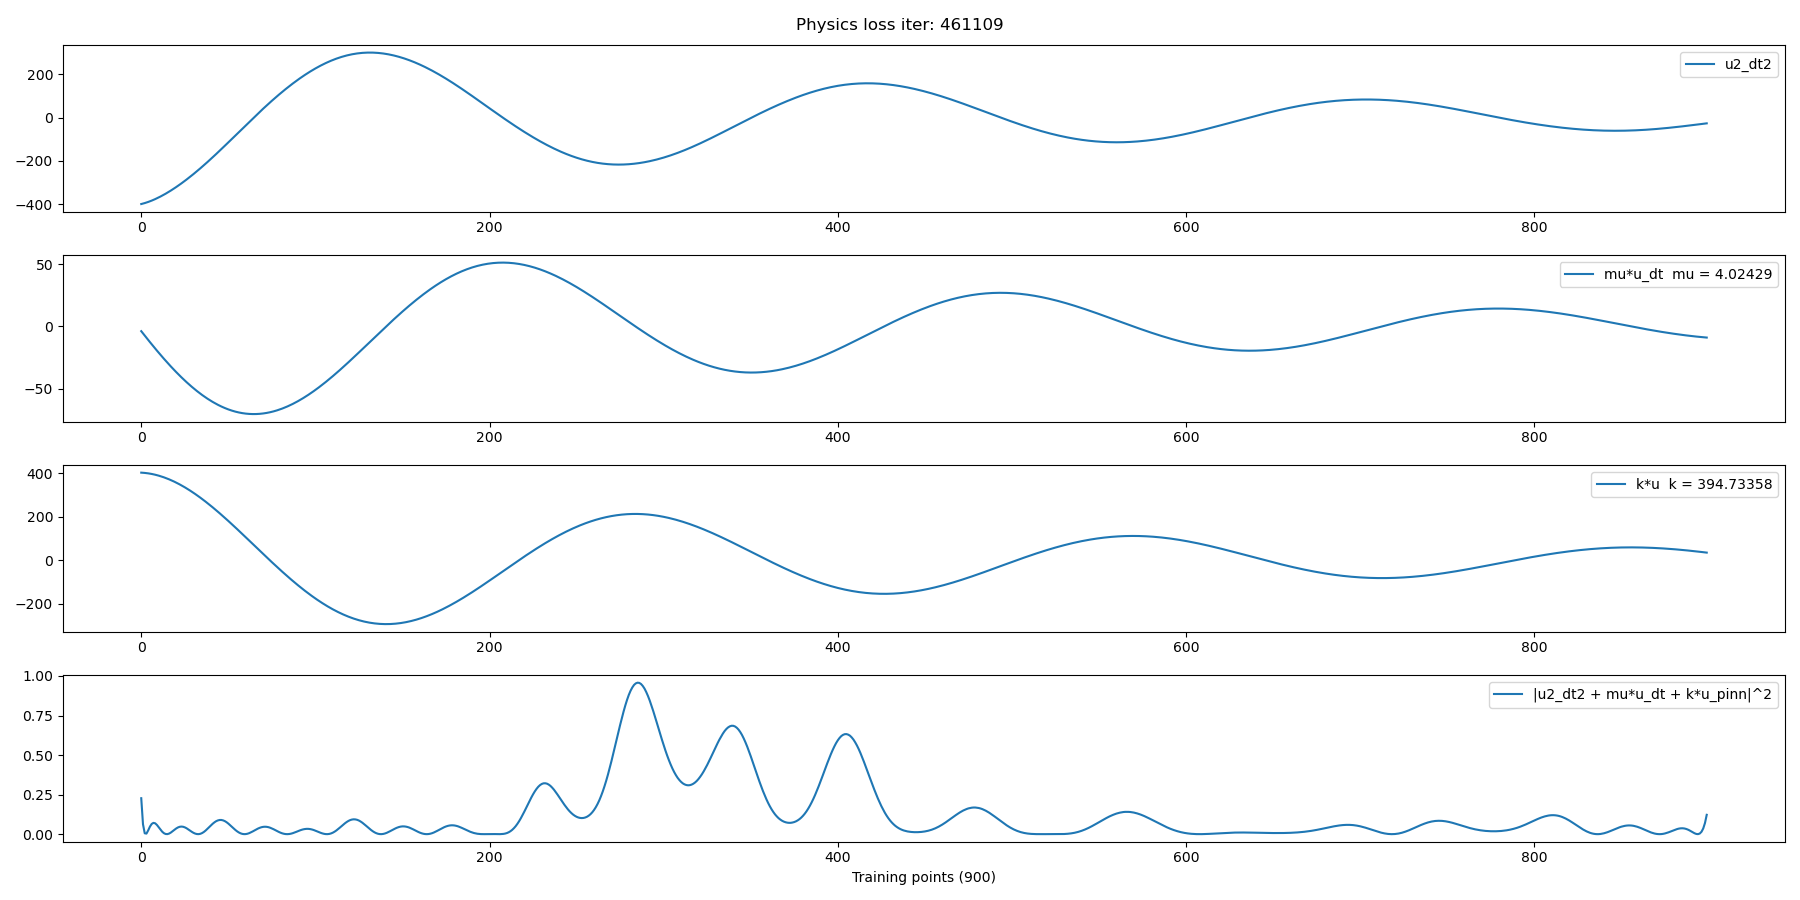 Physics loss iter: 461109
u2_dt2
200
0
−200
−400
0 200 400 600 800
mu*u_dt mu = 4.02429
50
0
−50
0 200 400 600 800
k*u k = 394.73358
400
200
0
−200
0 200 400 600 800
|u2_dt2 + mu*u_dt + k*u_pinn|^2
1.00
0.75
0.50
0.25
0.00
0 200 400 600 800
Training points (900)